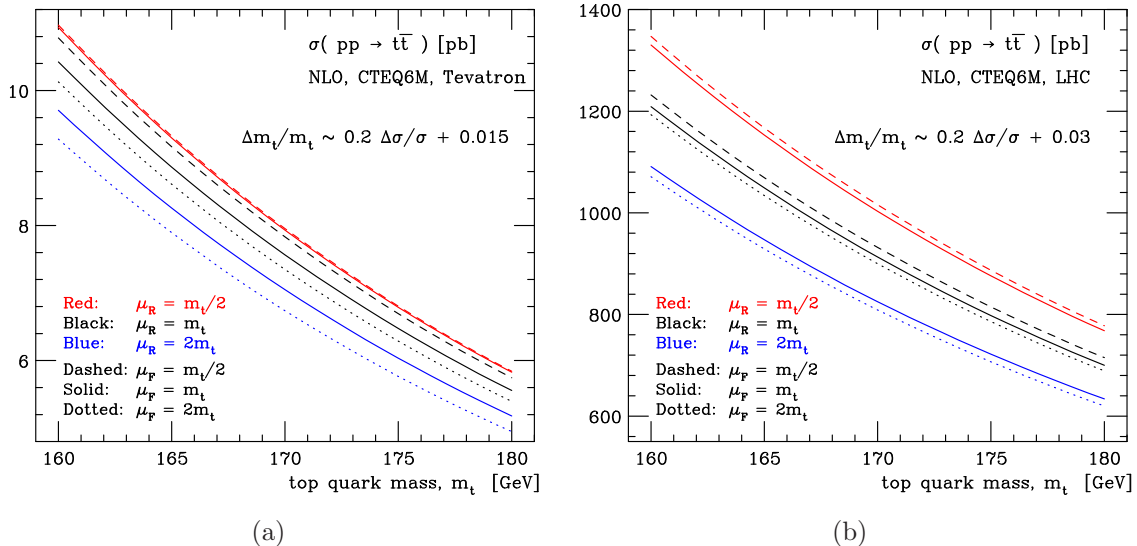 σ( pp → tt̅ ) [pb]
NLO, CTEQ6M, Tevatron
Δm_t/m_t ~ 0.2 Δσ/σ + 0.015
10
8
6
Red: μ_R = m_t/2
Black: μ_R = m_t
Blue: μ_R = 2m_t
Dashed: μ_F = m_t/2
Solid: μ_F = m_t
Dotted: μ_F = 2m_t
160 165 170 175 180
top quark mass, m_t [GeV]
(a)
1400
1200
1000
800
600
σ( pp → tt̅ ) [pb]
NLO, CTEQ6M, LHC
Δm_t/m_t ~ 0.2 Δσ/σ + 0.03
Red: μ_R = m_t/2
Black: μ_R = m_t
Blue: μ_R = 2m_t
Dashed: μ_F = m_t/2
Solid: μ_F = m_t
Dotted: μ_F = 2m_t
160 165 170 175 180
top quark mass, m_t [GeV]
(b)